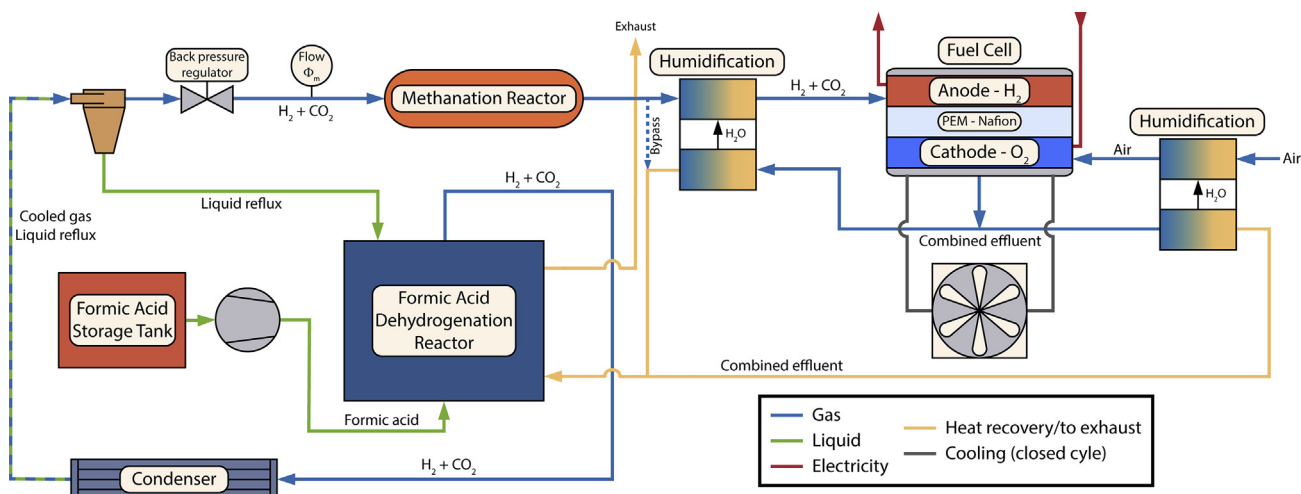 Exhaust
Back pressure
regulator
Flow
Φm
H2 + CO2
Methanation Reactor
Bypass
Humidification
H2O
H2 + CO2
Fuel Cell
Anode - H2
PEM - Nafion
Cathode - O2
Humidification
Air
Air
H2O
Liquid reflux
Cooled gas
Liquid reflux
H2 + CO2
Combined effluent
Formic Acid
Storage Tank
Formic Acid
Dehydrogenation
Reactor
Combined effluent
Formic acid
Condenser
H2 + CO2
Gas
Liquid
Electricity
Heat recovery/to exhaust
Cooling (closed cyle)